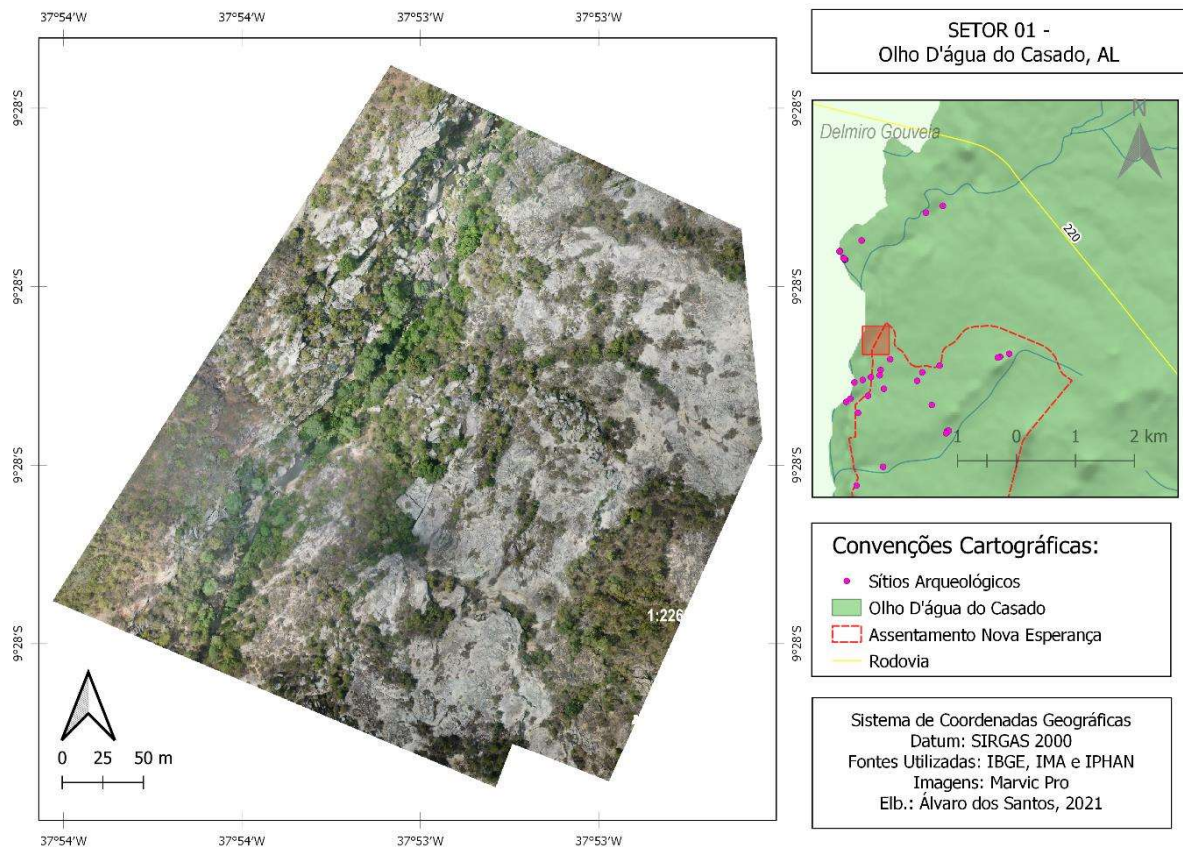 37°54'W 37°54'W 37°53'W 37°53'W
9°28'S 9°28'S
9°28'S 9°28'S
9°28'S 9°28'S
9°28'S 9°28'S
1:226
0 25 50 m
37°54'W 37°54'W 37°53'W 37°53'W
SETOR 01 -
Olho D'água do Casado, AL
N
Delmiro Gouveia
220
1 0 1 2 km
Convenções Cartográficas:
Sítios Arqueológicos
Olho D'água do Casado
Assentamento Nova Esperança
Rodovia
Sistema de Coordenadas Geográficas
Datum: SIRGAS 2000
Fontes Utilizadas: IBGE, IMA e IPHAN
Imagens: Marvic Pro
Elb.: Álvaro dos Santos, 2021